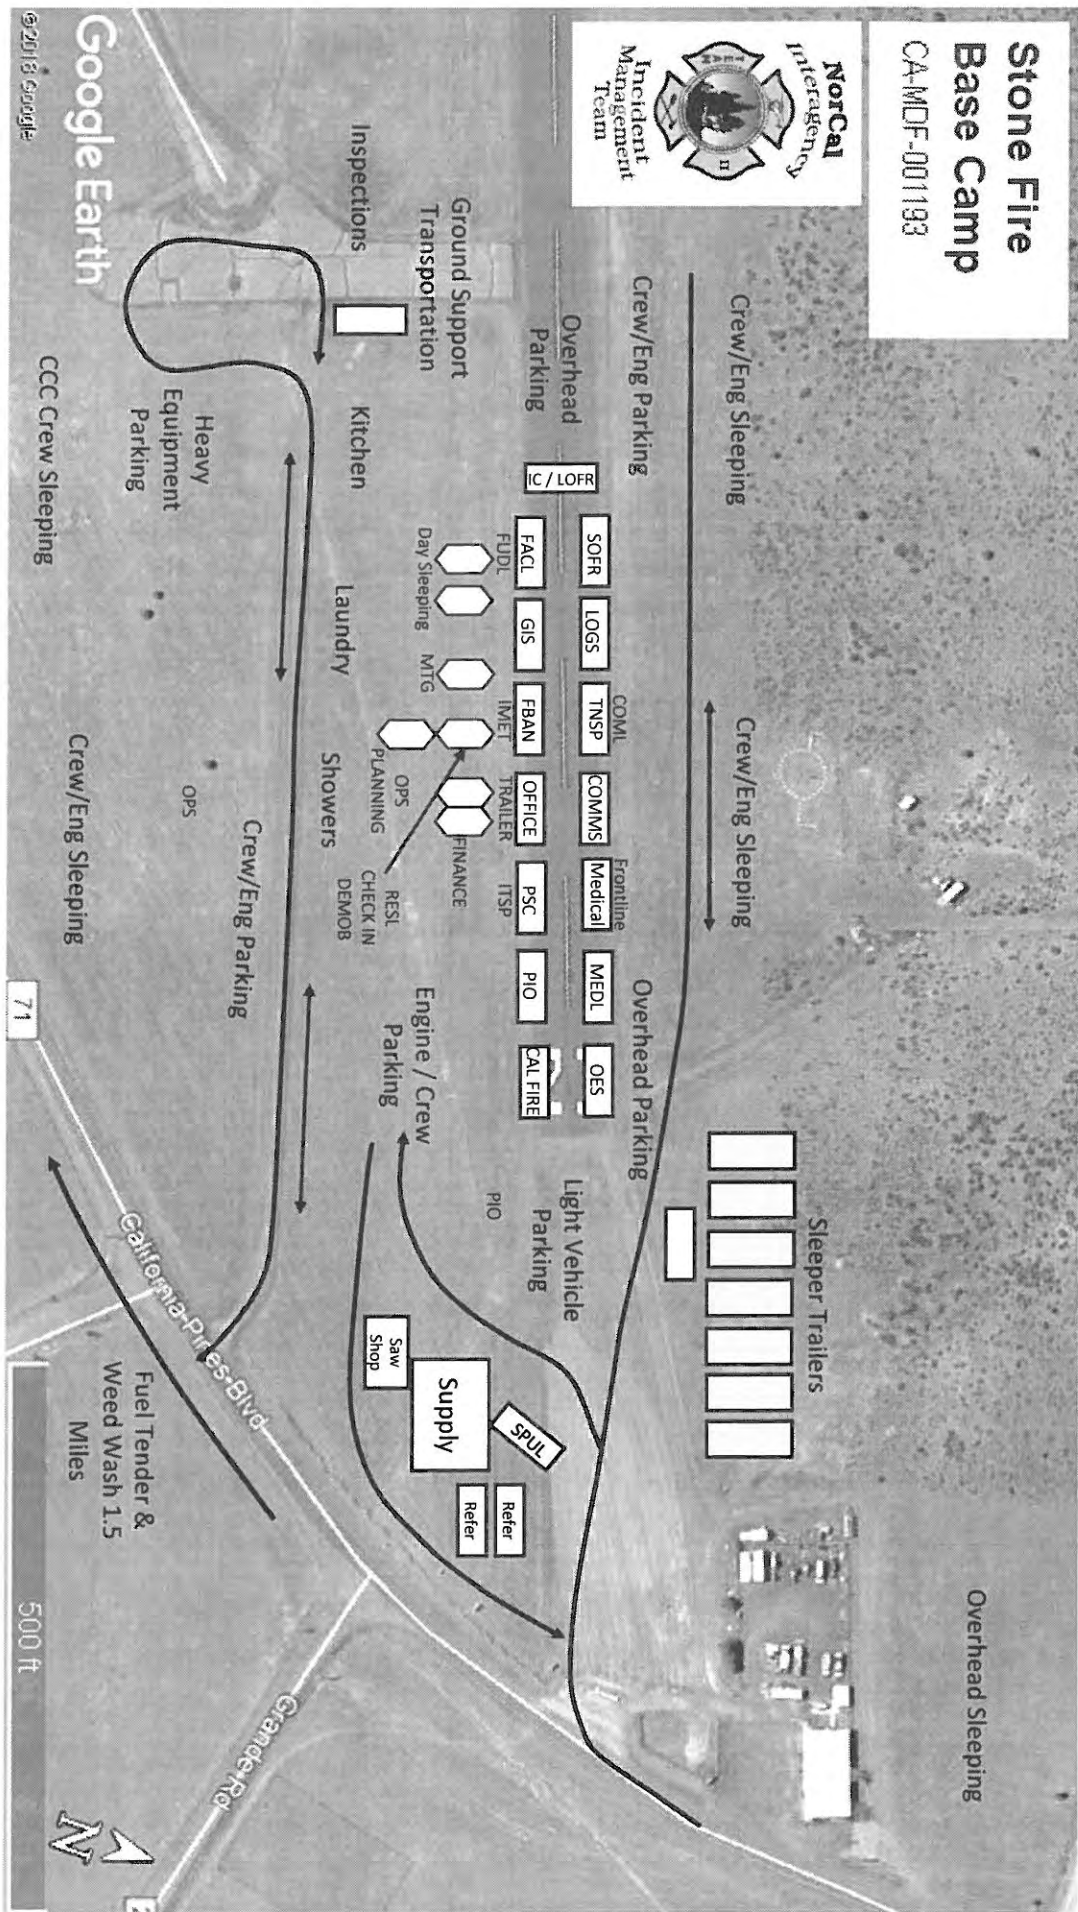 Stone Fire
Base Camp
CA-MDF-001193
NorCal
Interagency
TEAM
II
Incident
Management
Team
Crew/Eng Sleeping
Crew/Eng Sleeping
Overhead Sleeping
Sleeper Trailers
Crew/Eng Parking
Overhead Parking
Overhead
Parking
COML
Frontline
IC / LOFR
SOFR
LOGS
TNSP
COMMS
Medical
MEDL
OES
FACL
GIS
FBAN
OFFICE
PSC
PIO
CAL FIRE
FUDL
IMET
TRAILER
ITSP
Light Vehicle
Parking
PIO
Day Sleeping
MTG
FINANCE
OPS
PLANNING
RESL
CHECK IN
DEMOB
Ground Support
Transportation
Inspections
Kitchen
Laundry
Showers
Engine / Crew
Parking
Saw
Shop
Supply
SPUL
Refer
Refer
Heavy
Equipment
Parking
OPS
Crew/Eng Parking
CCC Crew Sleeping
Crew/Eng Sleeping
71
California Pines Blvd
Grande Rd
Fuel Tender &
Weed Wash 1.5
Miles
Google Earth
©2018 Google
500 ft
N